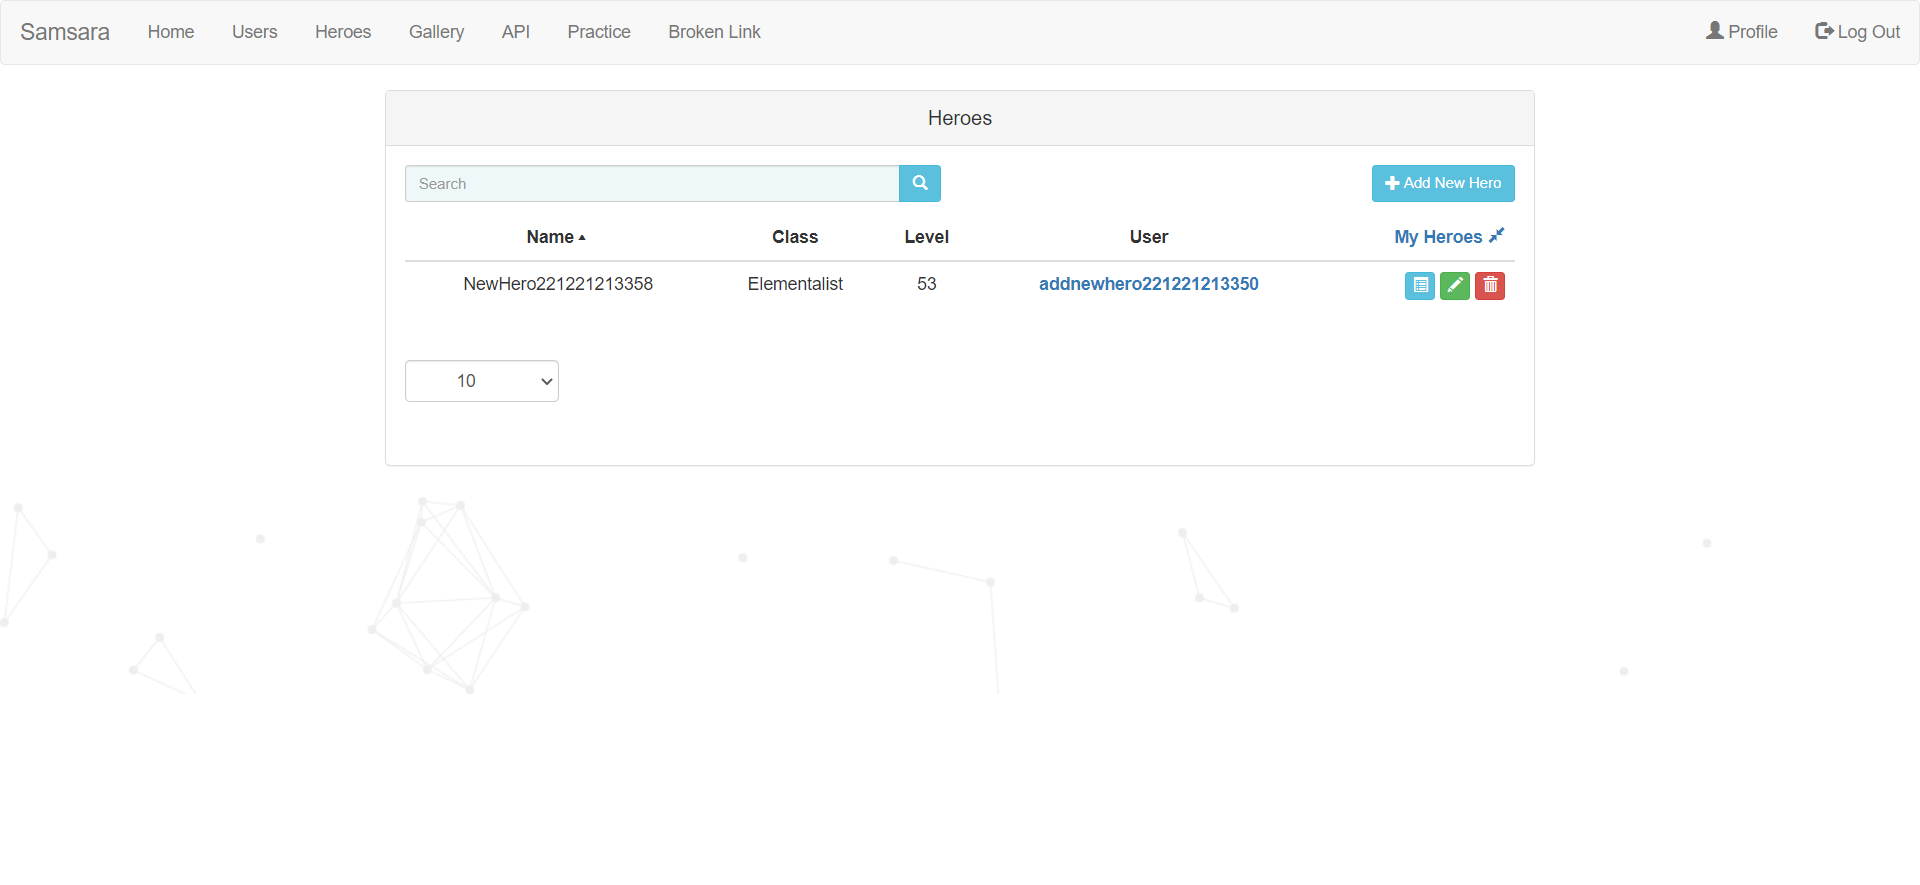 Samsara Home Users Heroes Gallery API Practice Broken Link Profile Log Out
Heroes
Search Add New Hero
Name Class Level User My Heroes
NewHero221221213358 Elementalist 53 addnewhero221221213350
10